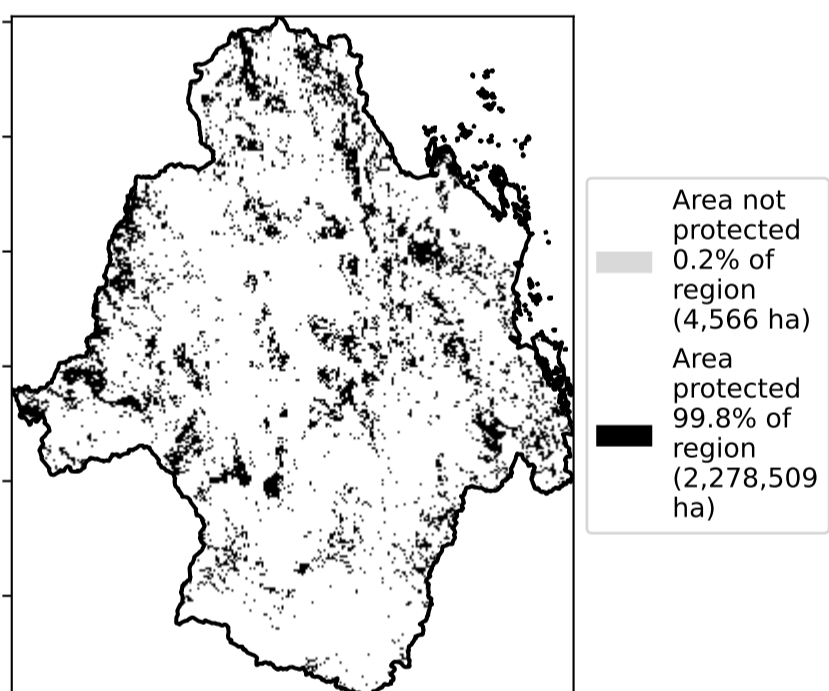 Area not
protected
0.2% of
region
(4,566 ha)
Area
protected
99.8% of
region
(2,278,509
ha)